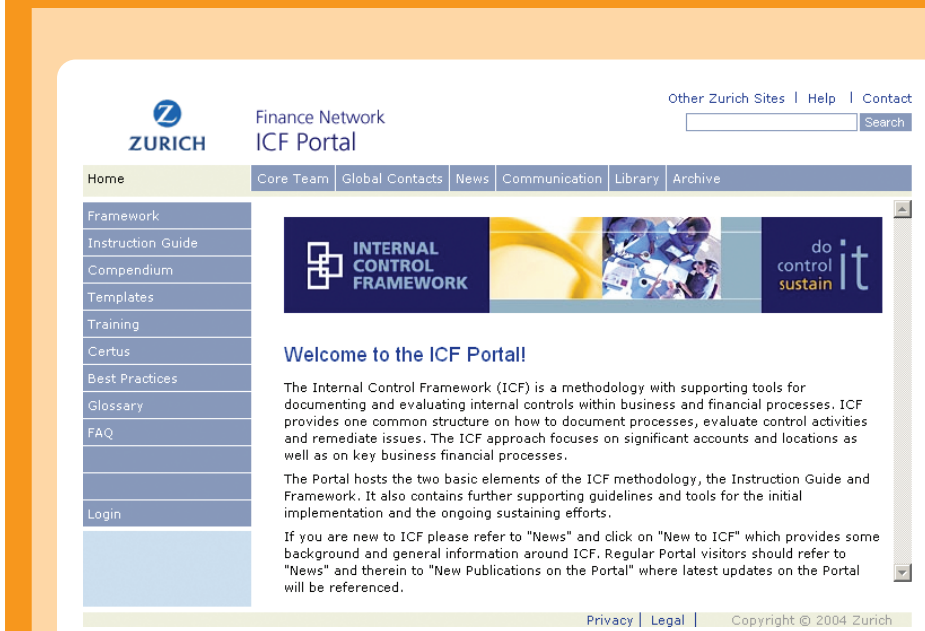 Other Zurich Sites | Help | Contact
Search
ZURICH
Finance Network
ICF Portal
Home
Core Team | Global Contacts | News | Communication | Library | Archive
Framework
Instruction Guide
Compendium
Templates
Training
Certus
Best Practices
Glossary
FAQ
Login
INTERNAL
CONTROL
FRAMEWORK
do
control
sustain
it
Welcome to the ICF Portal!
The Internal Control Framework (ICF) is a methodology with supporting tools for
documenting and evaluating internal controls within business and financial processes. ICF
provides one common structure on how to document processes, evaluate control activities
and remediate issues. The ICF approach focuses on significant accounts and locations as
well as on key business financial processes.
The Portal hosts the two basic elements of the ICF methodology, the Instruction Guide and
Framework. It also contains further supporting guidelines and tools for the initial
implementation and the ongoing sustaining efforts.
If you are new to ICF please refer to "News" and click on "New to ICF" which provides some
background and general information around ICF. Regular Portal visitors should refer to
"News" and therein to "New Publications on the Portal" where latest updates on the Portal
will be referenced.
Privacy | Legal | Copyright © 2004 Zurich